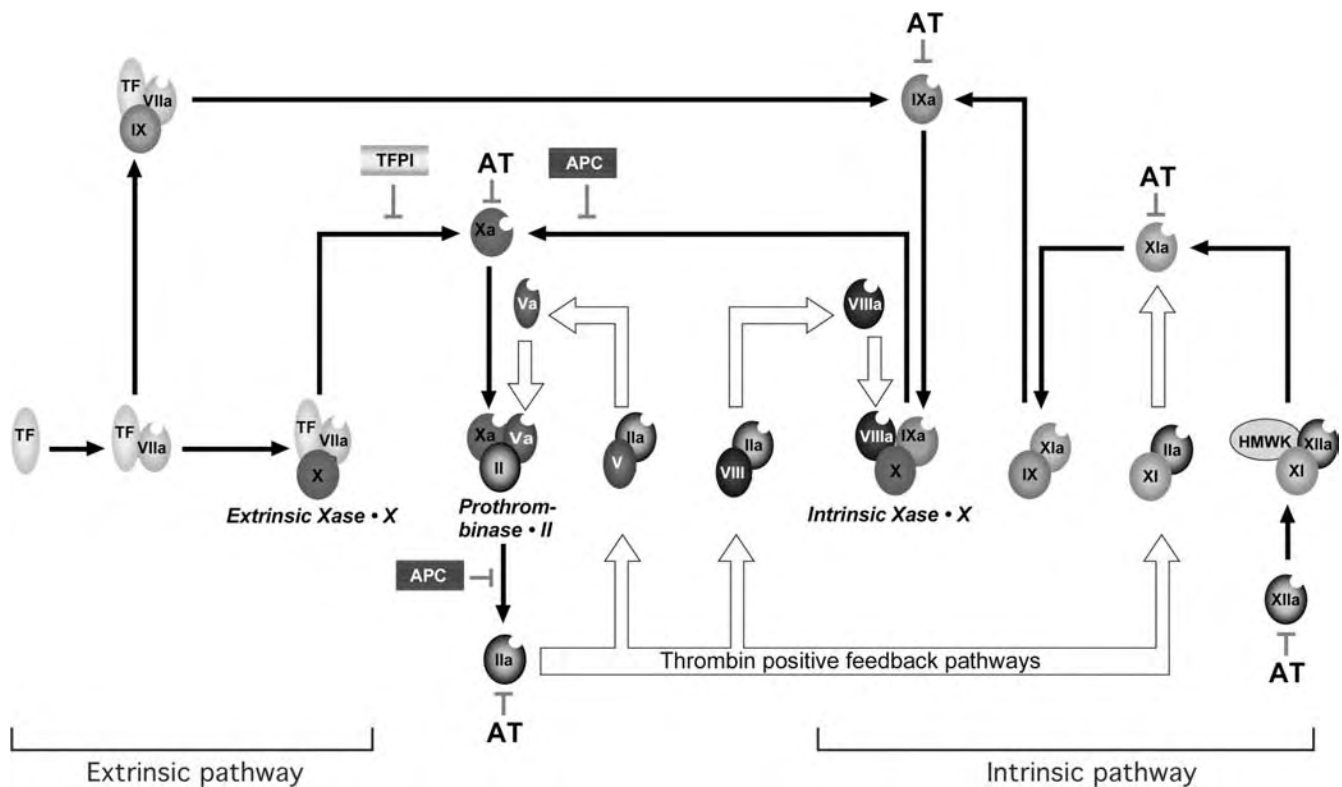 AT
TF
VIIa
IX
IXa
TFPI
AT
APC
AT
Xa
XIa
Va
VIIIa
TF
TF
VIIa
TF
VIIa
X
Xa
Va
II
IIa
V
IIa
VIII
VIIIa
IXa
X
XIa
IX
IIa
XI
HMWK
XIIa
XI
Extrinsic Xase • X
Prothrom-
binase • II
Intrinsic Xase • X
APC
XIIa
IIa
Thrombin positive feedback pathways
AT
AT
Extrinsic pathway
Intrinsic pathway